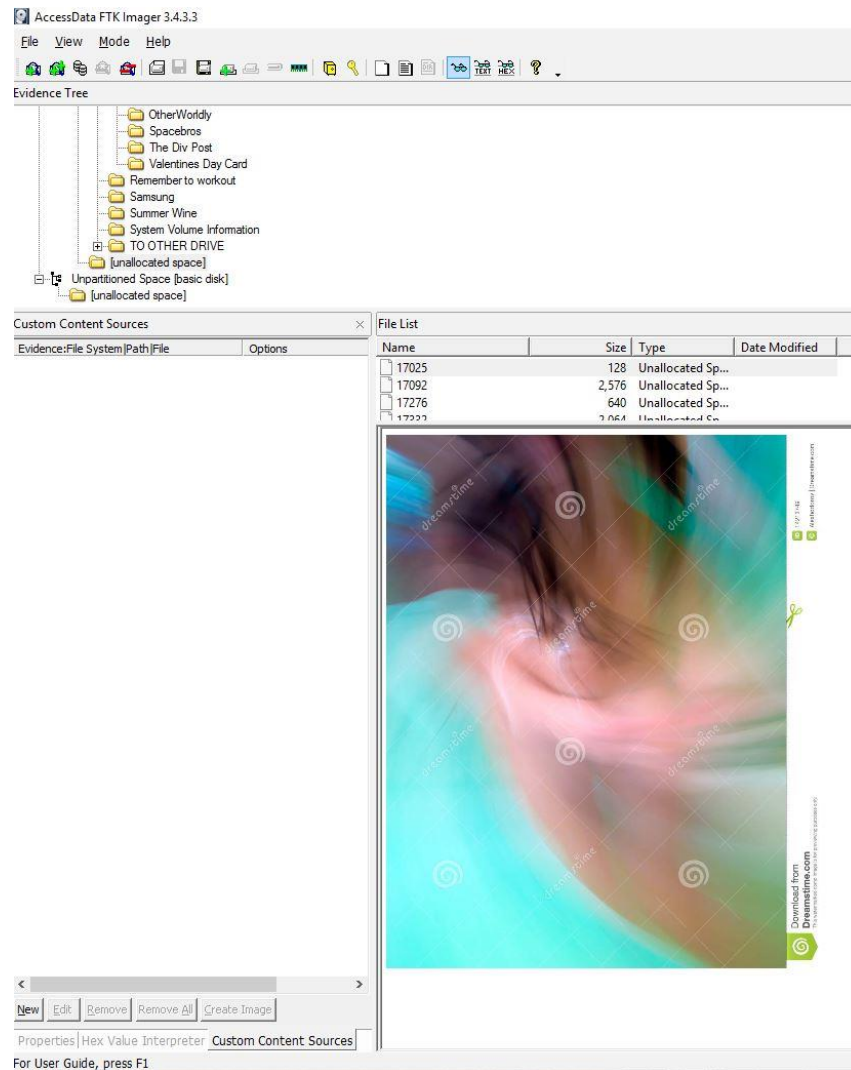 AccessData FTK Imager 3.4.3.3
File View Mode Help
TEXT HEX
Evidence Tree
OtherWorldly
Spacebros
The Div Post
Valentines Day Card
Remember to workout
Samsung
Summer Wine
System Volume Information
TO OTHER DRIVE
[unallocated space]
Unpartitioned Space [basic disk]
[unallocated space]
Custom Content Sources
Evidence:File System|Path|File Options
New Edit Remove Remove All Create Image
Properties Hex Value Interpreter Custom Content Sources
For User Guide, press F1
File List
Name Size Type Date Modified
17025 128 Unallocated Sp...
17092 2,576 Unallocated Sp...
17276 640 Unallocated Sp...
dreamstime
dreamstime
dreamstime
dreamstime
dreamstime
dreamstime
Download from
Dreamstime.com